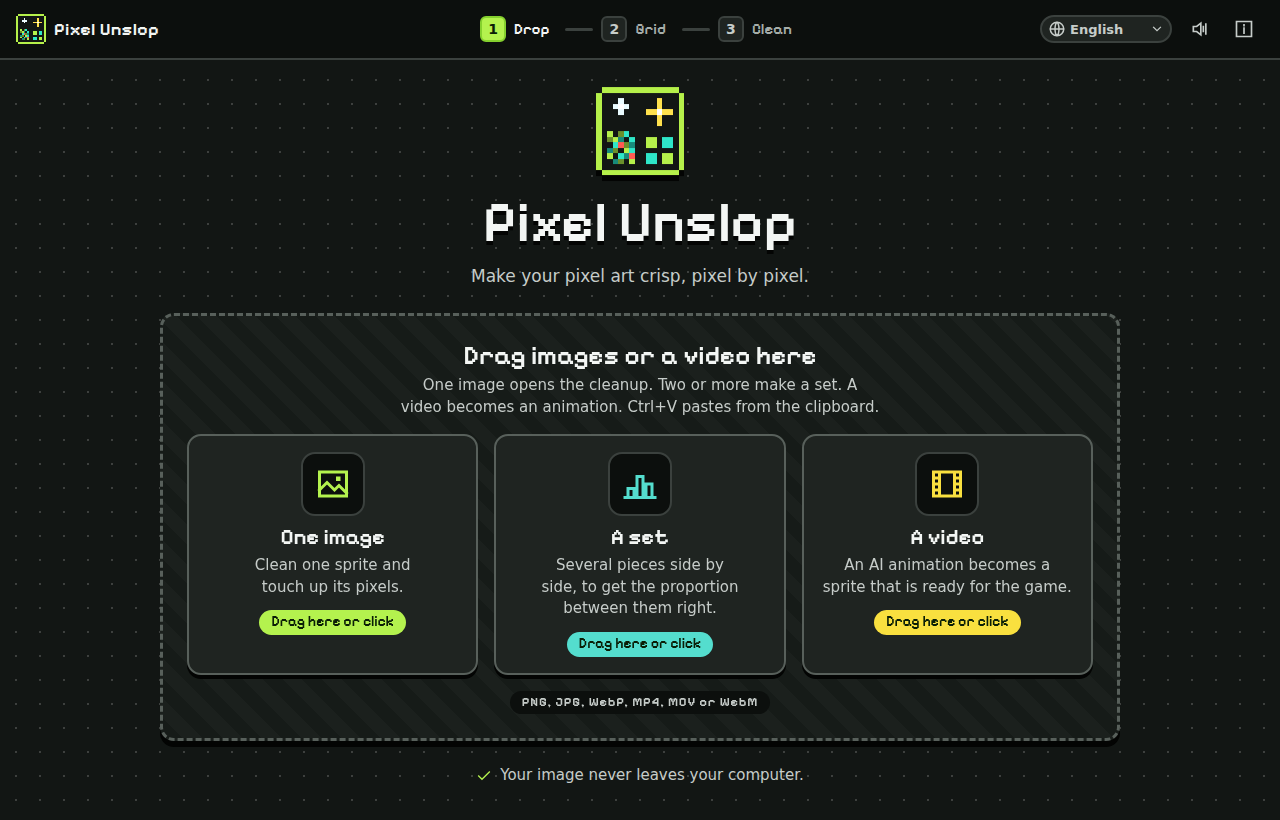 Pixel Unslop
1 Drop
2 Grid
3 Clean
English
Pixel Unslop
Make your pixel art crisp, pixel by pixel.
Drag images or a video here
One image opens the cleanup. Two or more make a set. A
video becomes an animation. Ctrl+V pastes from the clipboard.
One image
Clean one sprite and
touch up its pixels.
Drag here or click
A set
Several pieces side by
side, to get the proportion
between them right.
Drag here or click
A video
An AI animation becomes a
sprite that is ready for the game.
Drag here or click
PNG, JPG, WebP, MP4, MOV or WebM
Your image never leaves your computer.